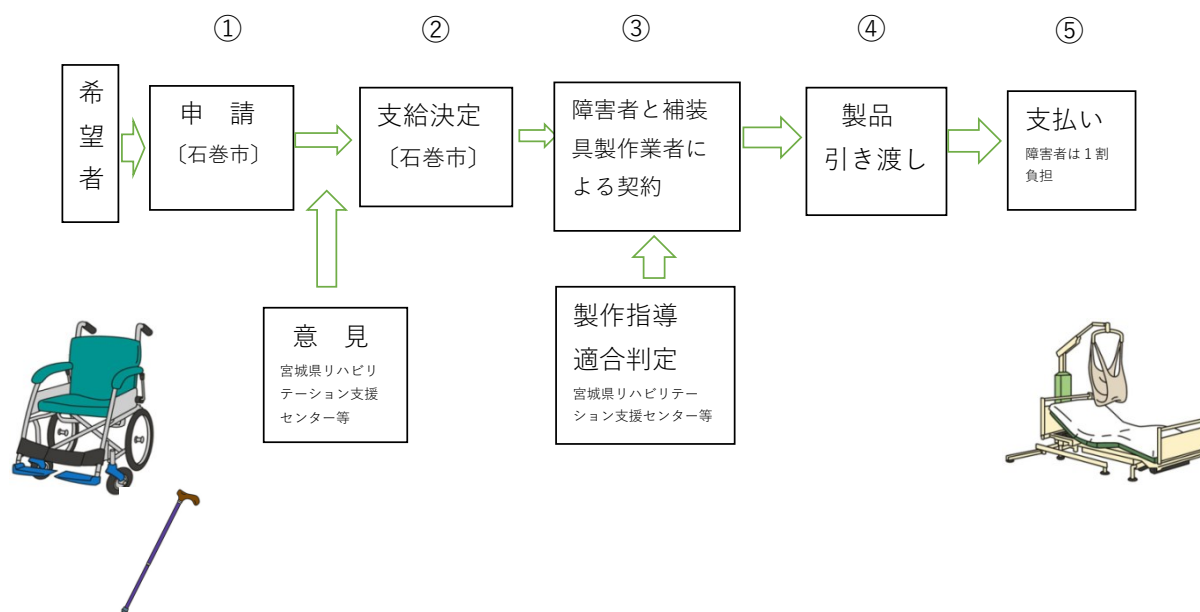 ①
②
③
④
⑤
希
望
者
申　請
〔石巻市〕
支給決定
〔石巻市〕
障害者と補装
具製作業者に
よる契約
製品
引き渡し
支払い
障害者は１割
負担
意　見
宮城県リハビリ
テーション支援
センター等
製作指導
適合判定
宮城県リハビリテー
ション支援センター等